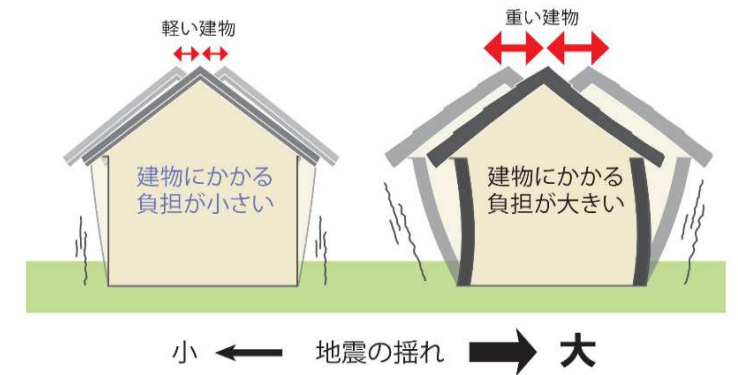 軽い建物
重い建物
建物にかかる
負担が小さい
建物にかかる
負担が大きい
小 地震の揺れ 大